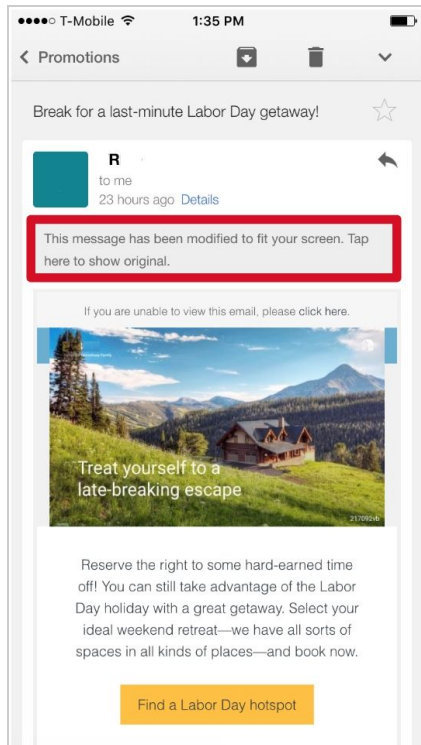 T-Mobile 1:35 PM
Promotions
Break for a last-minute Labor Day getaway!
R
to me
23 hours ago Details
This message has been modified to fit your screen. Tap
here to show original.
If you are unable to view this email, please click here.
Treat yourself to a
late-breaking escape
217092vb
Reserve the right to some hard-earned time
off! You can still take advantage of the Labor
Day holiday with a great getaway. Select your
ideal weekend retreat—we have all sorts of
spaces in all kinds of places—and book now.
Find a Labor Day hotspot